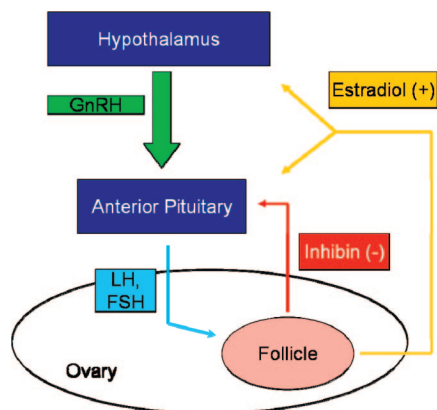 Hypothalamus
GnRH
Estradiol (+)
Anterior Pituitary
Inhibin (-)
LH,
FSH
Follicle
Ovary